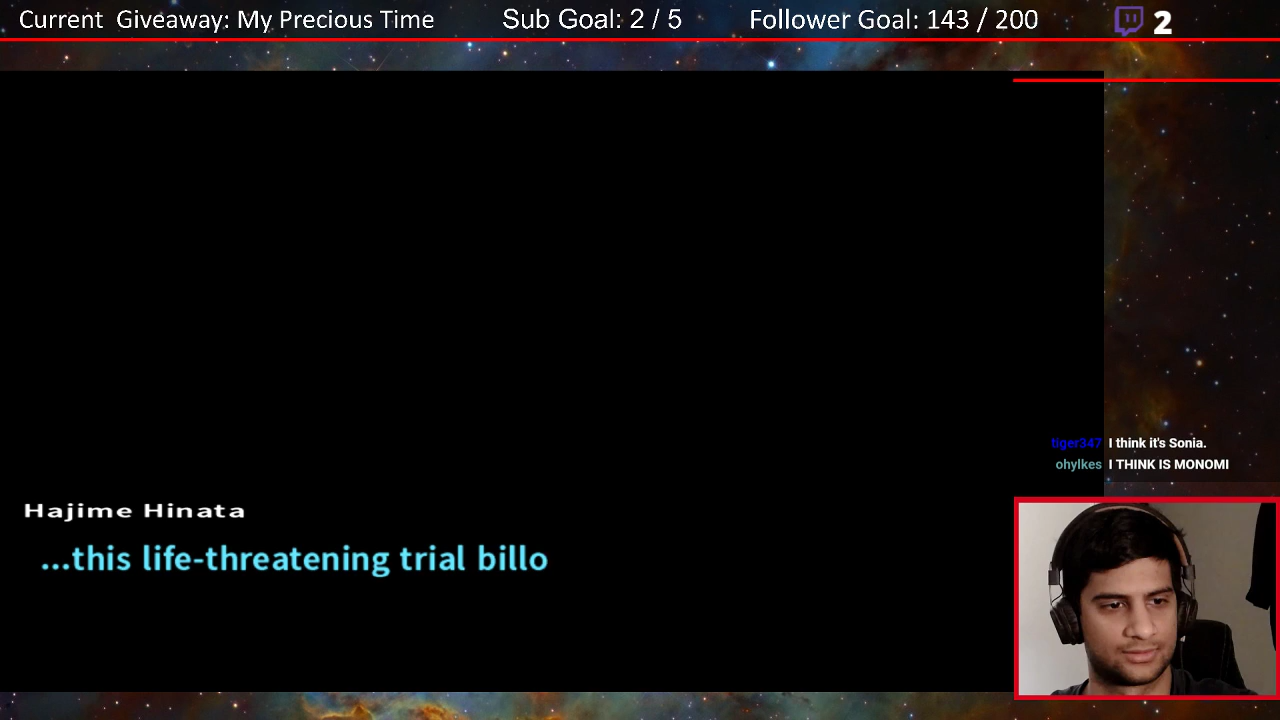 Current  Giveaway: My Precious Time
Sub Goal: 2 / 5
Follower Goal: 143 / 200
2
tiger347 I think it's Sonia.
ohylkes I THINK IS MONOMI
Hajime Hinata
...this life-threatening trial billo